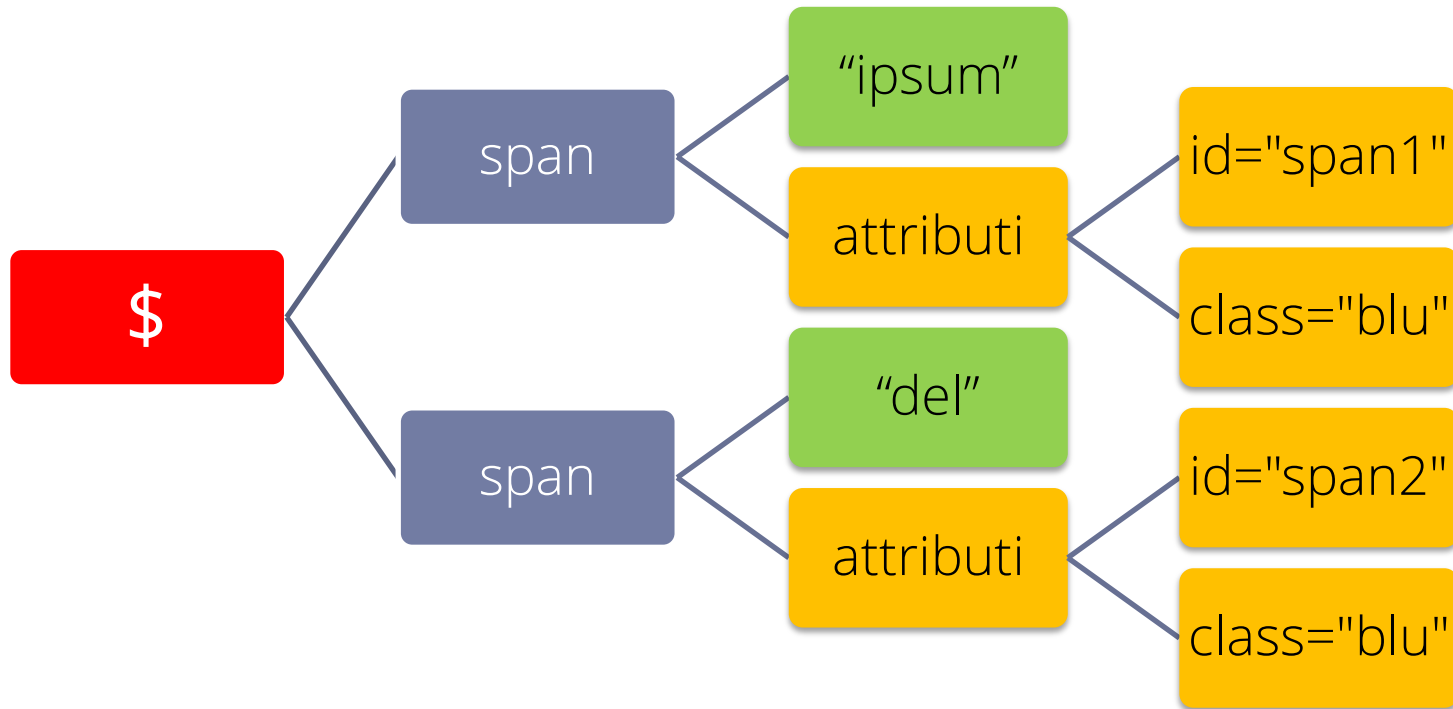 $
span
“ipsum”
attributi
id="span1"
class="blu"
span
“del”
attributi
id="span2"
class="blu"